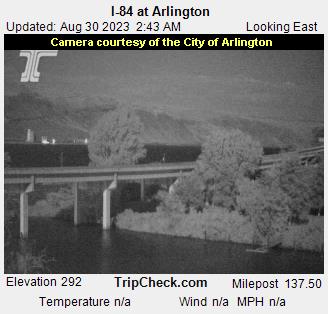 I-84 at Arlington
Updated: Aug 30 2023 2:43 AM Looking East
Camera courtesy of the City of Arlington
Elevation 292 TripCheck.com Milepost 137.50
Temperature n/a Wind n/a MPH n/a